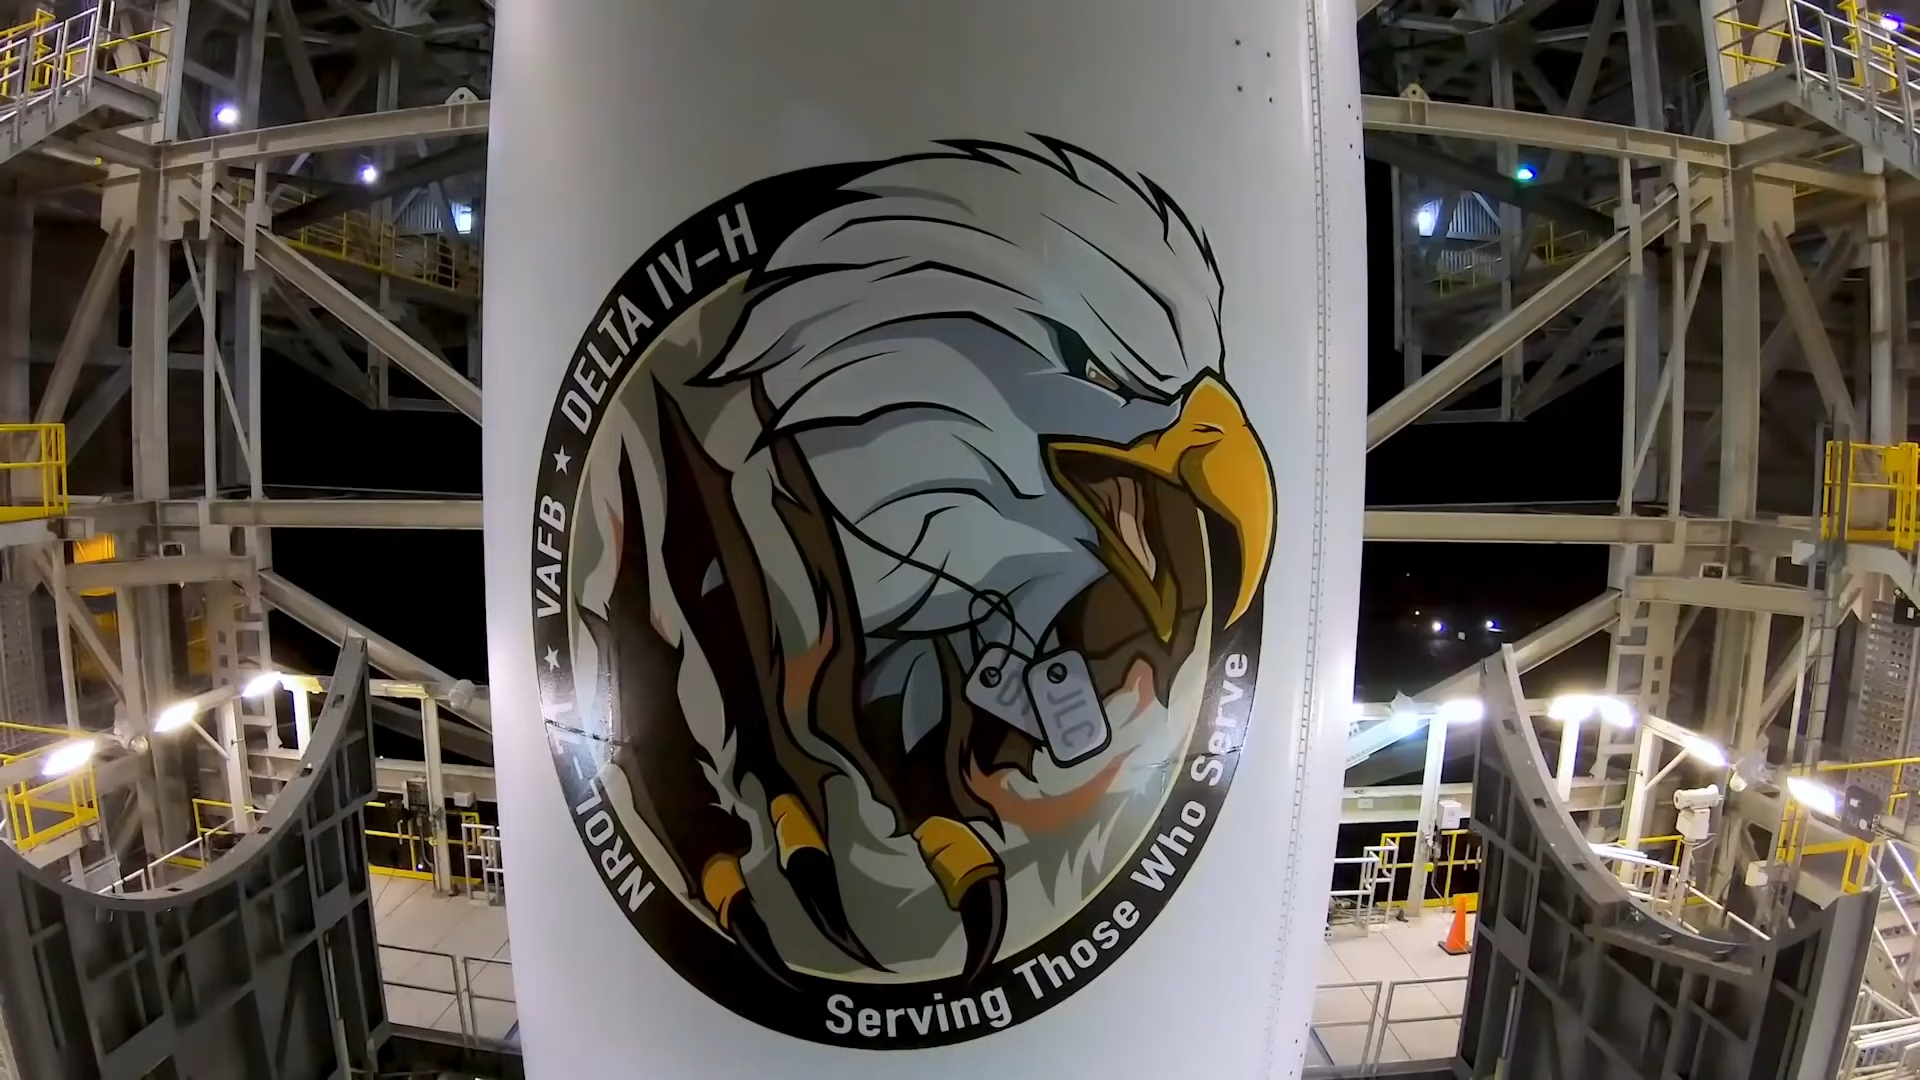 NROL-71 ★ VAFB ★ DELTA IV-H
Serving Those Who Serve
JLC